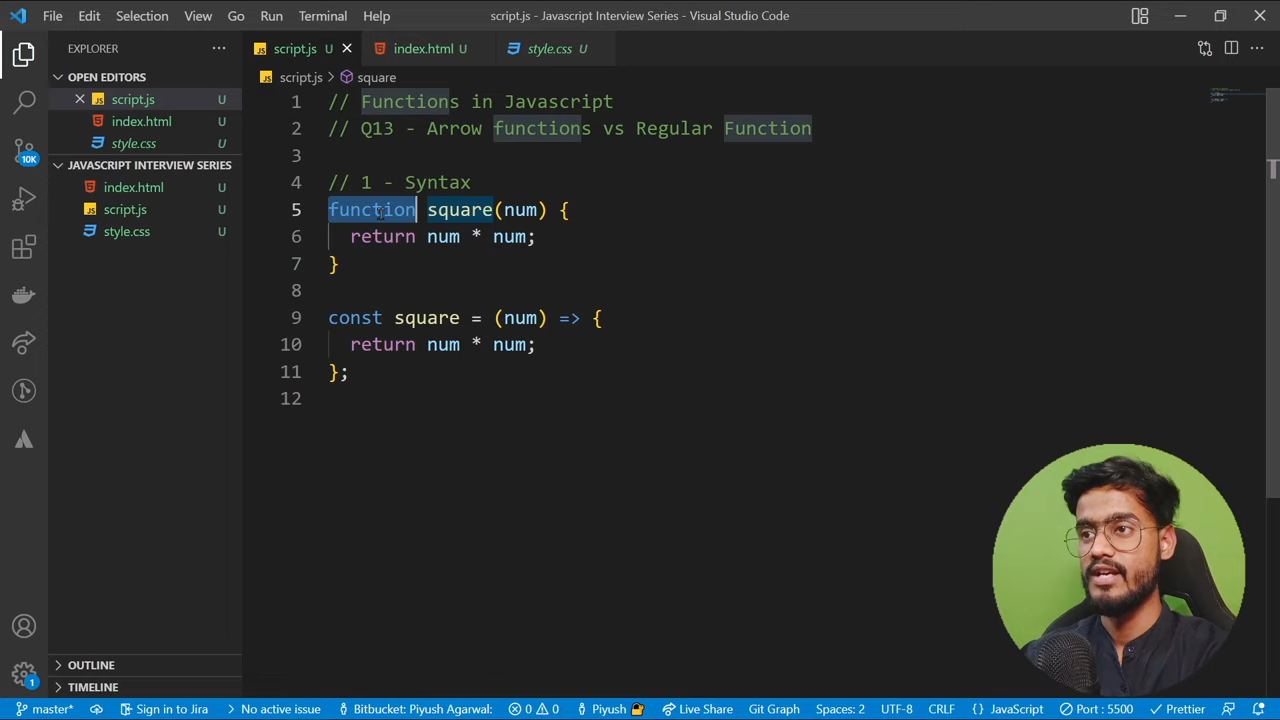 File Edit Selection View Go Run Terminal Help script.js - Javascript Interview Series - Visual Studio Code
EXPLORER ... script.js U index.html U style.css U
OPEN EDITORS script.js > square
script.js U
index.html U
style.css U
JAVASCRIPT INTERVIEW SERIES
index.html U
script.js U
style.css U
10K
1 // Functions in Javascript
2 // Q13 - Arrow functions vs Regular Function
3
4 // 1 - Syntax
5 function square(num) {
6 return num * num;
7 }
8
9 const square = (num) => {
10 return num * num;
11 };
12
OUTLINE
TIMELINE
1
master* Sign in to Jira No active issue Bitbucket: Piyush Agarwal: 0 0 Piyush Live Share Git Graph Spaces: 2 UTF-8 CRLF {} JavaScript Port : 5500 Prettier